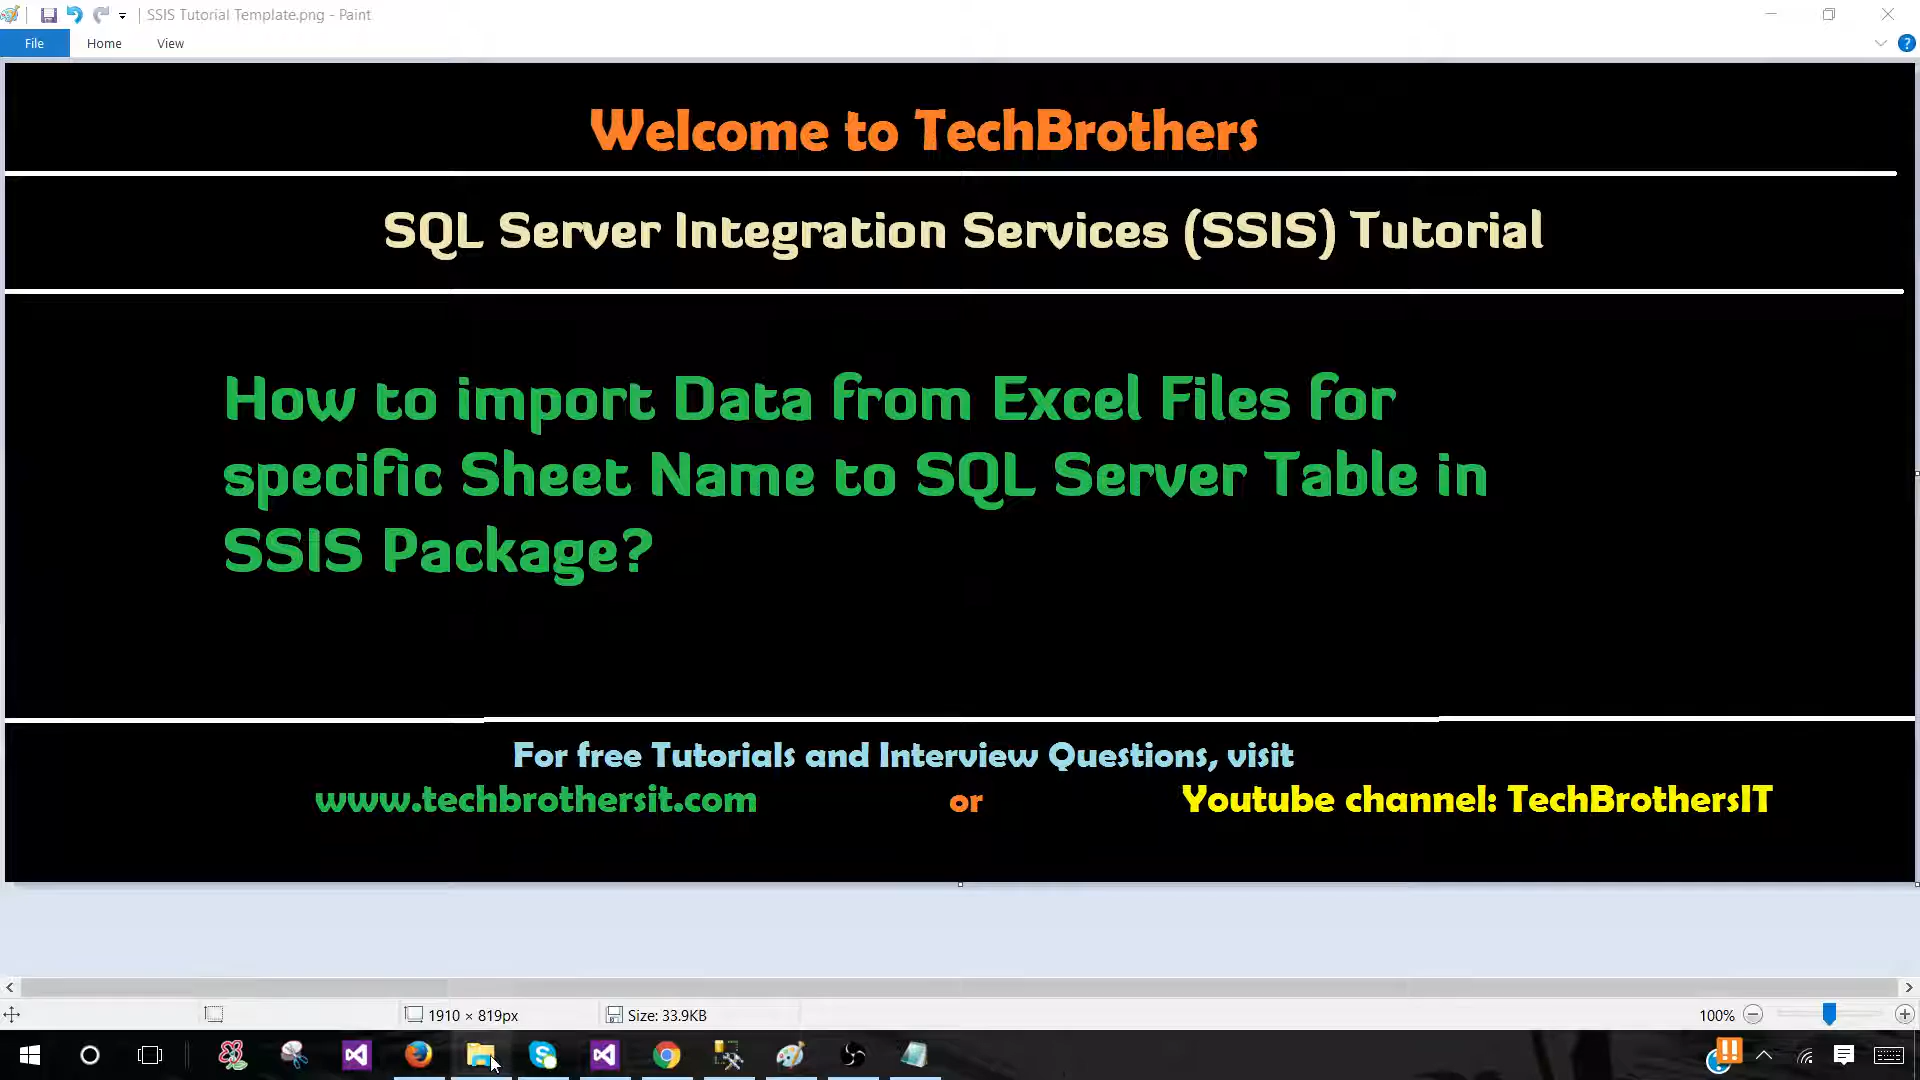 SSIS Tutorial Template.png - Paint
File Home View
Welcome to TechBrothers
SQL Server Integration Services (SSIS) Tutorial
How to import Data from Excel Files for
specific Sheet Name to SQL Server Table in
SSIS Package?
For free Tutorials and Interview Questions, visit
www.techbrothersit.com or Youtube channel: TechBrothersIT
1910 × 819px Size: 33.9KB 100%